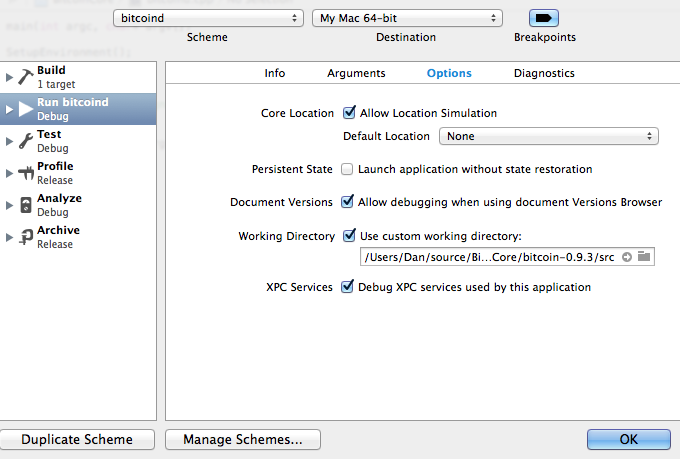 bitcoind
My Mac 64-bit
Scheme
Destination
Breakpoints
Build
1 target
Run bitcoind
Debug
Test
Debug
Profile
Release
Analyze
Debug
Archive
Release
Info
Arguments
Options
Diagnostics
Core Location
Allow Location Simulation
Default Location
None
Persistent State
Launch application without state restoration
Document Versions
Allow debugging when using document Versions Browser
Working Directory
Use custom working directory:
/Users/Dan/source/Bi...Core/bitcoin-0.9.3/src
XPC Services
Debug XPC services used by this application
Duplicate Scheme
Manage Schemes...
OK